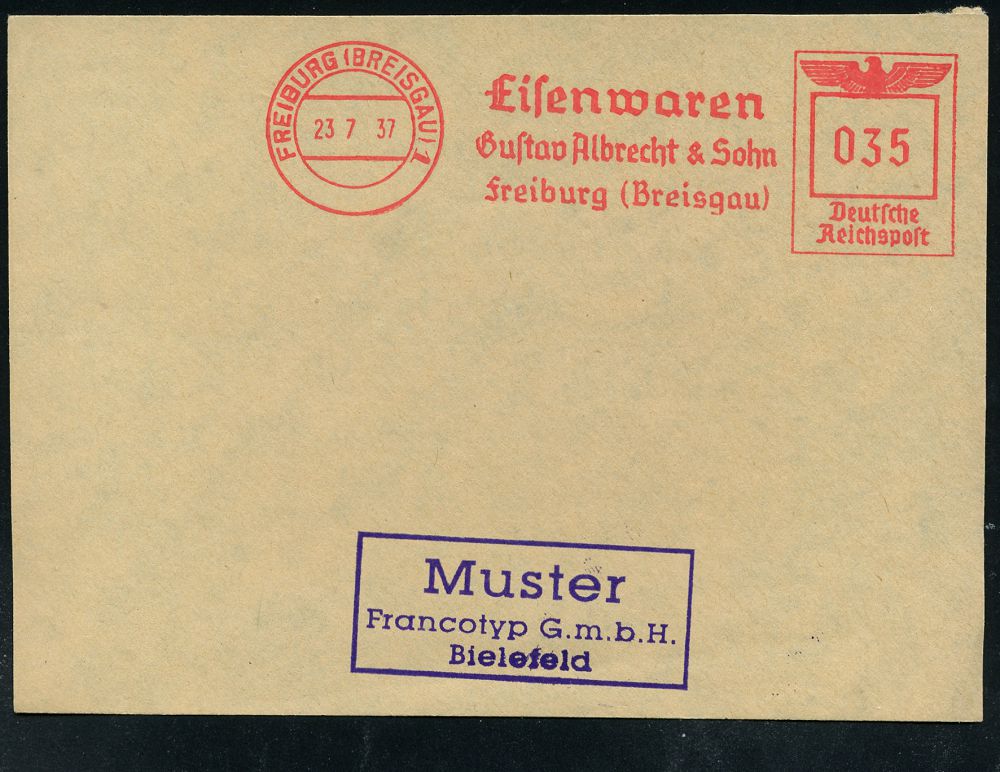 FREIBURG (BREISGAU) 1
23 7 37
Eiſenwaren
Guſtav Albrecht & Sohn
Freiburg (Breisgau)
035
Deutſche
Reichspoſt
Muster
Francotyp G.m.b.H.
Bielefeld